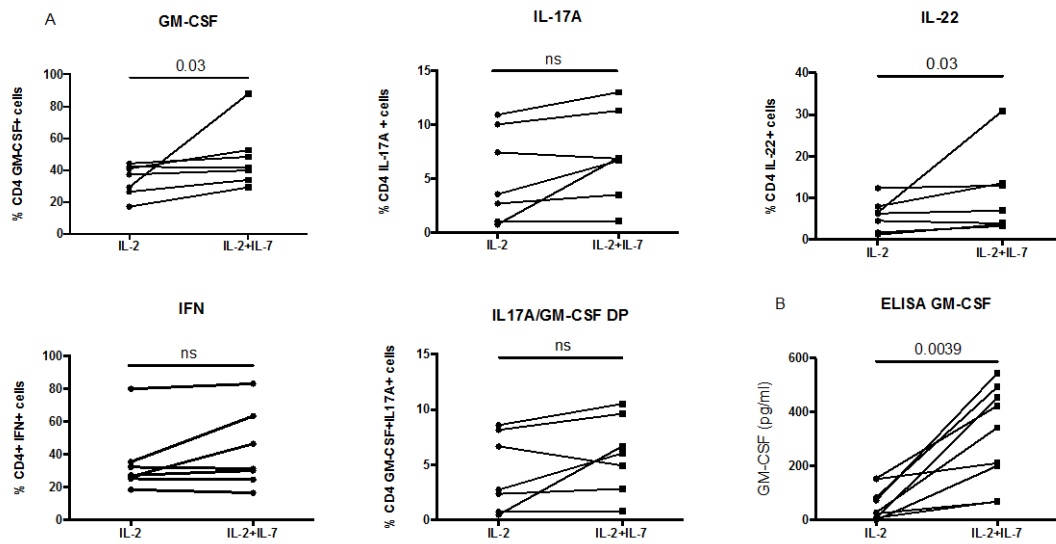 A
GM-CSF
0.03
% CD4 GM-CSF+ cells
100
80
60
40
20
0
IL-2
IL-2+IL-7
IL-17A
ns
% CD4 IL-17A + cells
15
10
5
0
IL-2
IL-2+IL-7
IL-22
0.03
% CD4 IL-22+ cells
40
30
20
10
0
IL-2
IL-2+IL-7
IFN
ns
% CD4+ IFN+ cells
100
80
60
40
20
0
IL-2
IL-2+IL-7
IL17A/GM-CSF DP
ns
% CD4 GM-CSF+IL17A+ cells
15
10
5
0
IL-2
IL-2+IL-7
B
ELISA GM-CSF
0.0039
GM-CSF (pg/ml)
600
400
200
0
IL-2
IL-2+IL-7